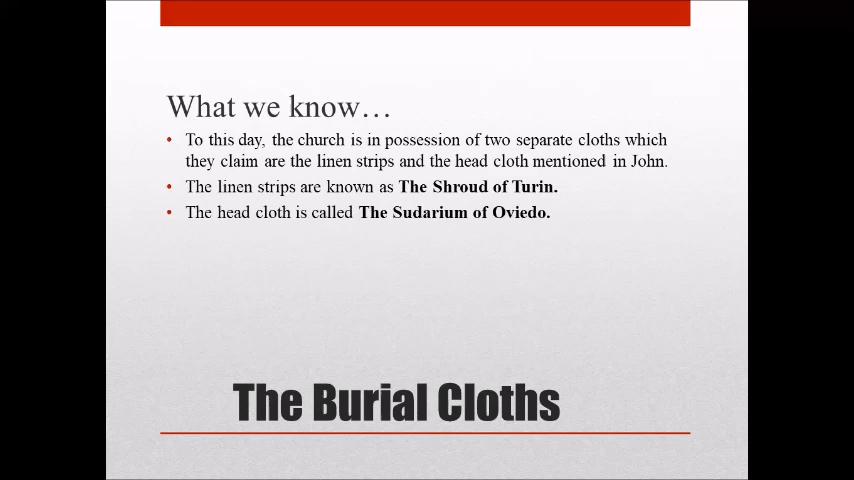 What we know…
• To this day, the church is in possession of two separate cloths which
they claim are the linen strips and the head cloth mentioned in John.
• The linen strips are known as The Shroud of Turin.
• The head cloth is called The Sudarium of Oviedo.
The Burial Cloths